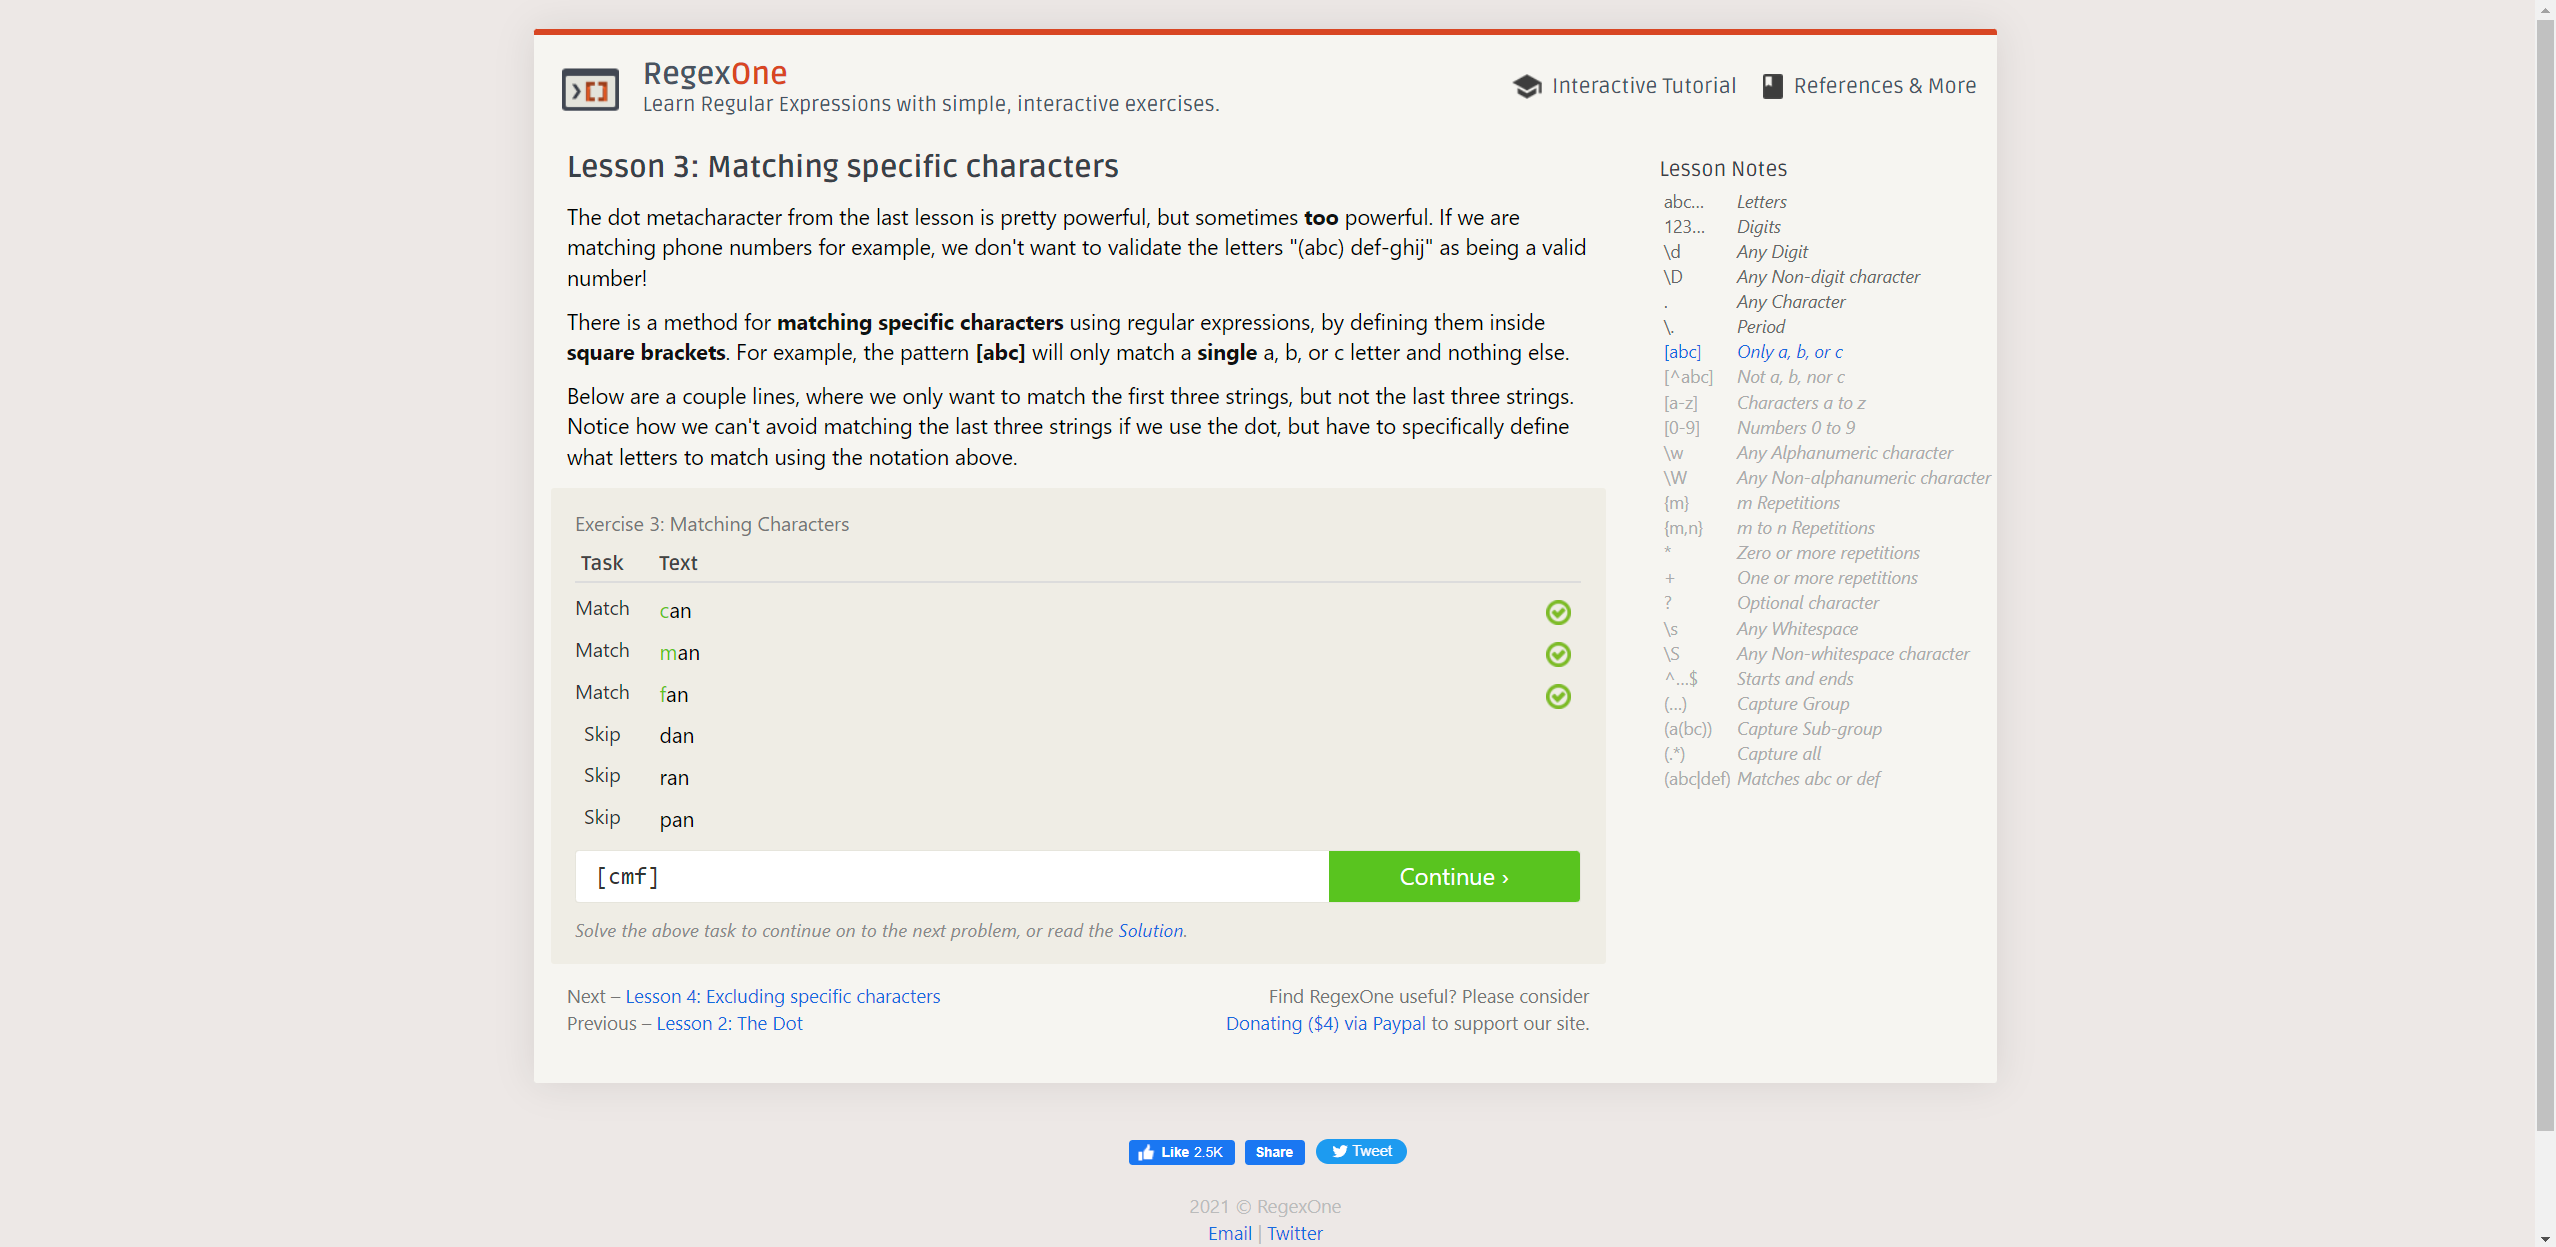 RegexOne
Learn Regular Expressions with simple, interactive exercises.
Interactive Tutorial
References & More
Lesson 3: Matching specific characters
The dot metacharacter from the last lesson is pretty powerful, but sometimes too powerful. If we are
matching phone numbers for example, we don't want to validate the letters "(abc) def-ghij" as being a valid
number!
There is a method for matching specific characters using regular expressions, by defining them inside
square brackets. For example, the pattern [abc] will only match a single a, b, or c letter and nothing else.
Below are a couple lines, where we only want to match the first three strings, but not the last three strings.
Notice how we can't avoid matching the last three strings if we use the dot, but have to specifically define
what letters to match using the notation above.
Exercise 3: Matching Characters
Task Text
Match can
Match man
Match fan
Skip dan
Skip ran
Skip pan
[cmf]
Continue ›
Solve the above task to continue on to the next problem, or read the Solution.
Next – Lesson 4: Excluding specific characters
Previous – Lesson 2: The Dot
Find RegexOne useful? Please consider
Donating ($4) via Paypal to support our site.
Lesson Notes
abc... Letters
123... Digits
\d Any Digit
\D Any Non-digit character
. Any Character
\. Period
[abc] Only a, b, or c
[^abc] Not a, b, nor c
[a-z] Characters a to z
[0-9] Numbers 0 to 9
\w Any Alphanumeric character
\W Any Non-alphanumeric character
{m} m Repetitions
{m,n} m to n Repetitions
* Zero or more repetitions
+ One or more repetitions
? Optional character
\s Any Whitespace
\S Any Non-whitespace character
^...$ Starts and ends
(...) Capture Group
(a(bc)) Capture Sub-group
(.*) Capture all
(abc|def) Matches abc or def
Like 2.5K
Share
Tweet
2021 © RegexOne
Email | Twitter